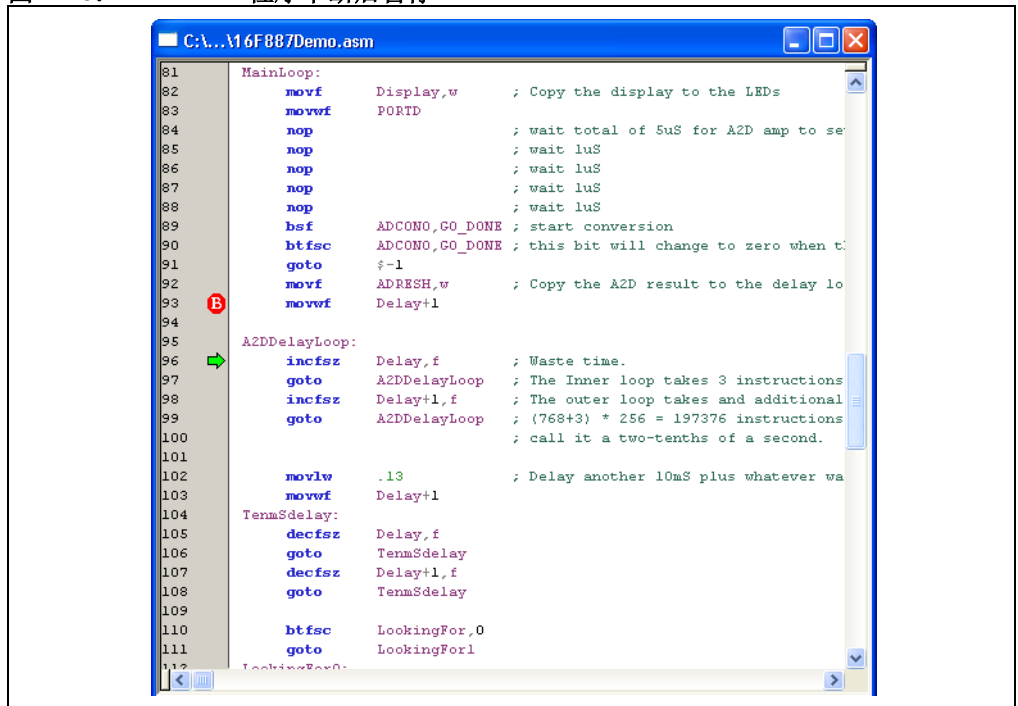 C:\...\16F887Demo.asm
81 MainLoop:
82 movf Display,w ; Copy the display to the LEDs
83 movwf PORTD
84 nop ; wait total of 5uS for A2D amp to se
85 nop ; wait 1uS
86 nop ; wait 1uS
87 nop ; wait 1uS
88 nop ; wait 1uS
89 bsf ADCON0,GO_DONE ; start conversion
90 btfsc ADCON0,GO_DONE ; this bit will change to zero when t
91 goto $-1
92 movf ADRESH,w ; Copy the A2D result to the delay lo
93 B movwf Delay+1
94
95 A2DDelayLoop:
96 incfsz Delay,f ; Waste time.
97 goto A2DDelayLoop ; The Inner loop takes 3 instructions
98 incfsz Delay+1,f ; The outer loop takes and additional
99 goto A2DDelayLoop ; (768+3) * 256 = 197376 instructions
100 ; call it a two-tenths of a second.
101
102 movlw .13 ; Delay another 10mS plus whatever wa
103 movwf Delay+1
104 TenmSdelay:
105 decfsz Delay,f
106 goto TenmSdelay
107 decfsz Delay+1,f
108 goto TenmSdelay
109
110 btfsc LookingFor,0
111 goto LookingFor1
112 LookingFor0: